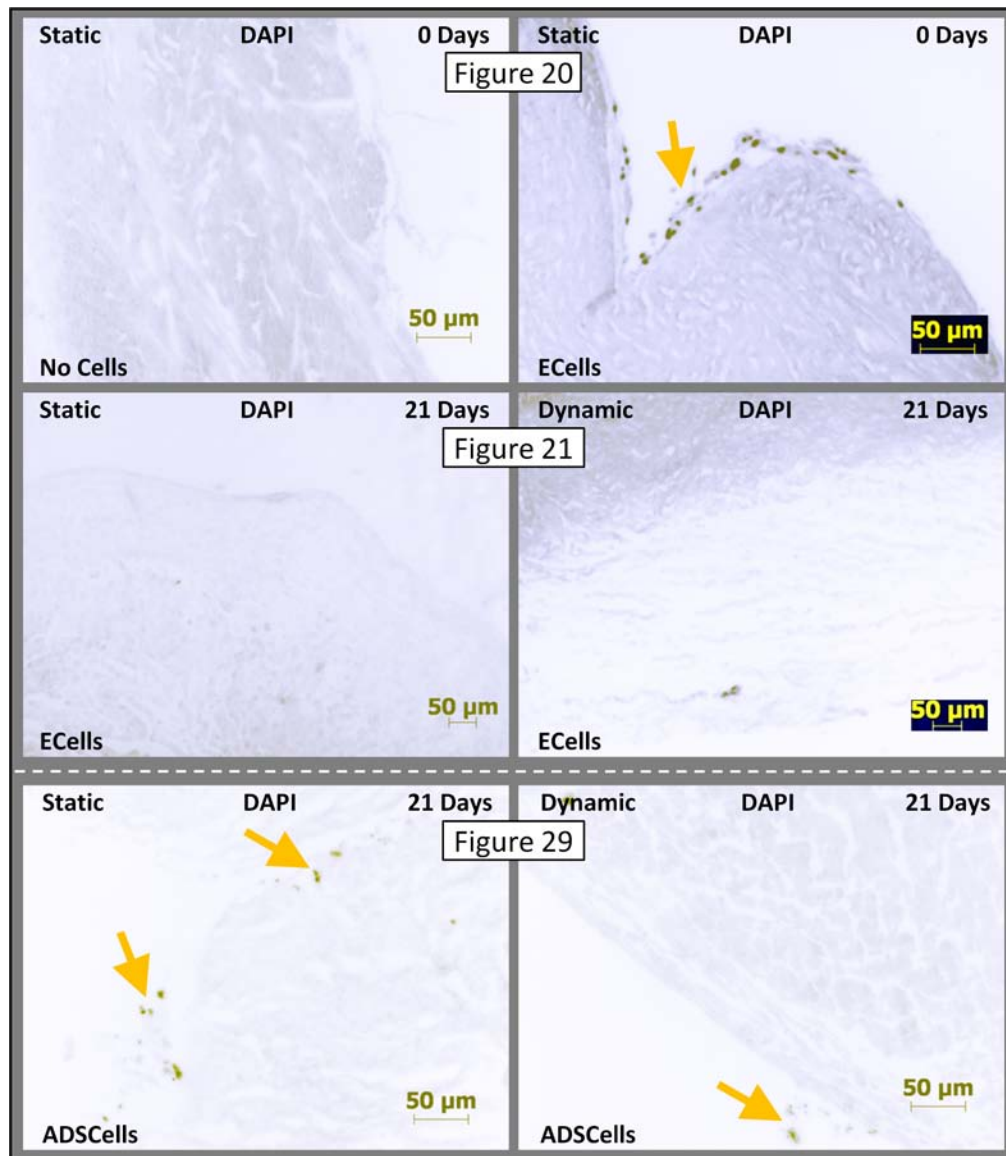 Static DAPI 0 Days
Static DAPI 0 Days
Figure 20
50 µm
50 µm
No Cells
ECells
Static DAPI 21 Days
Dynamic DAPI 21 Days
Figure 21
50 µm
50 µm
ECells
ECells
Static DAPI 21 Days
Dynamic DAPI 21 Days
Figure 29
50 µm
50 µm
ADSCells
ADSCells